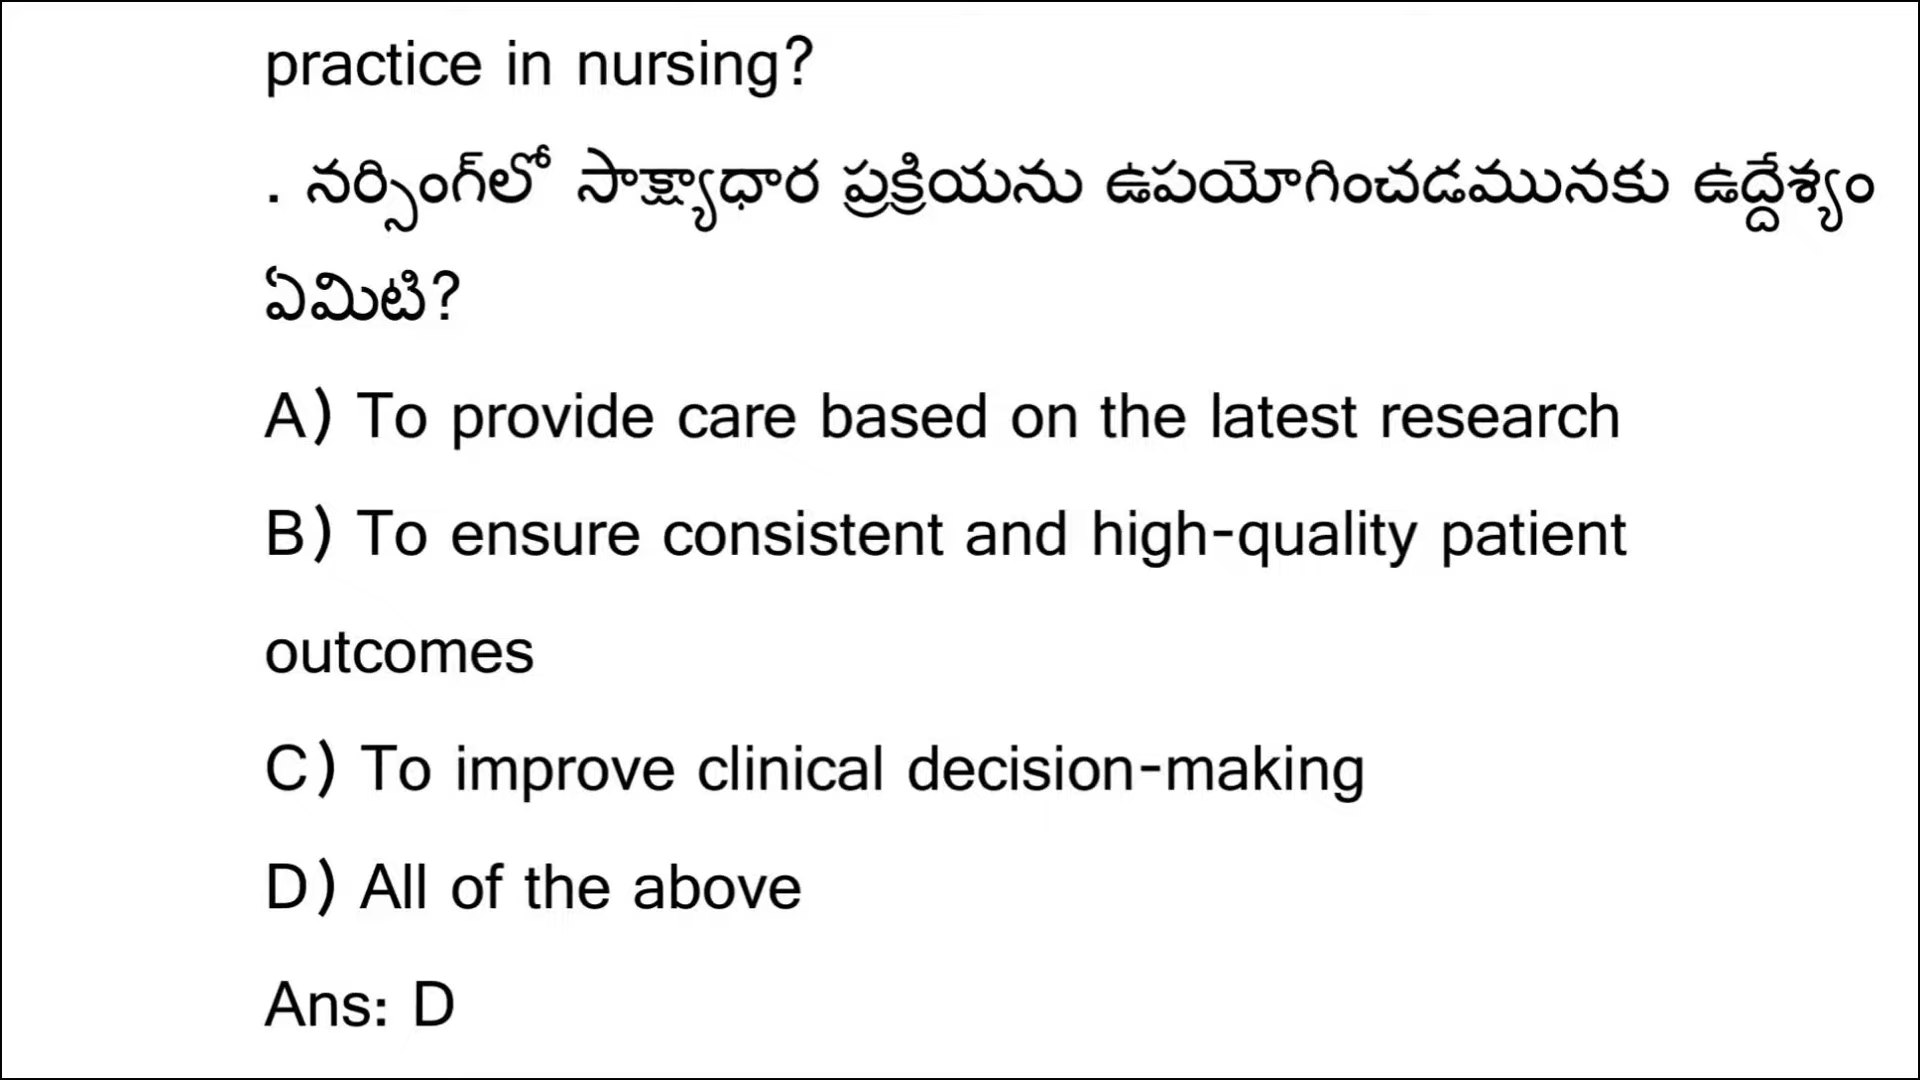 practice in nursing?
. నర్సింగ్‌లో సాక్ష్యాధార ప్రక్రియను ఉపయోగించడమునకు ఉద్దేశ్యం
ఏమిటి?
A) To provide care based on the latest research
B) To ensure consistent and high-quality patient
outcomes
C) To improve clinical decision-making
D) All of the above
Ans: D